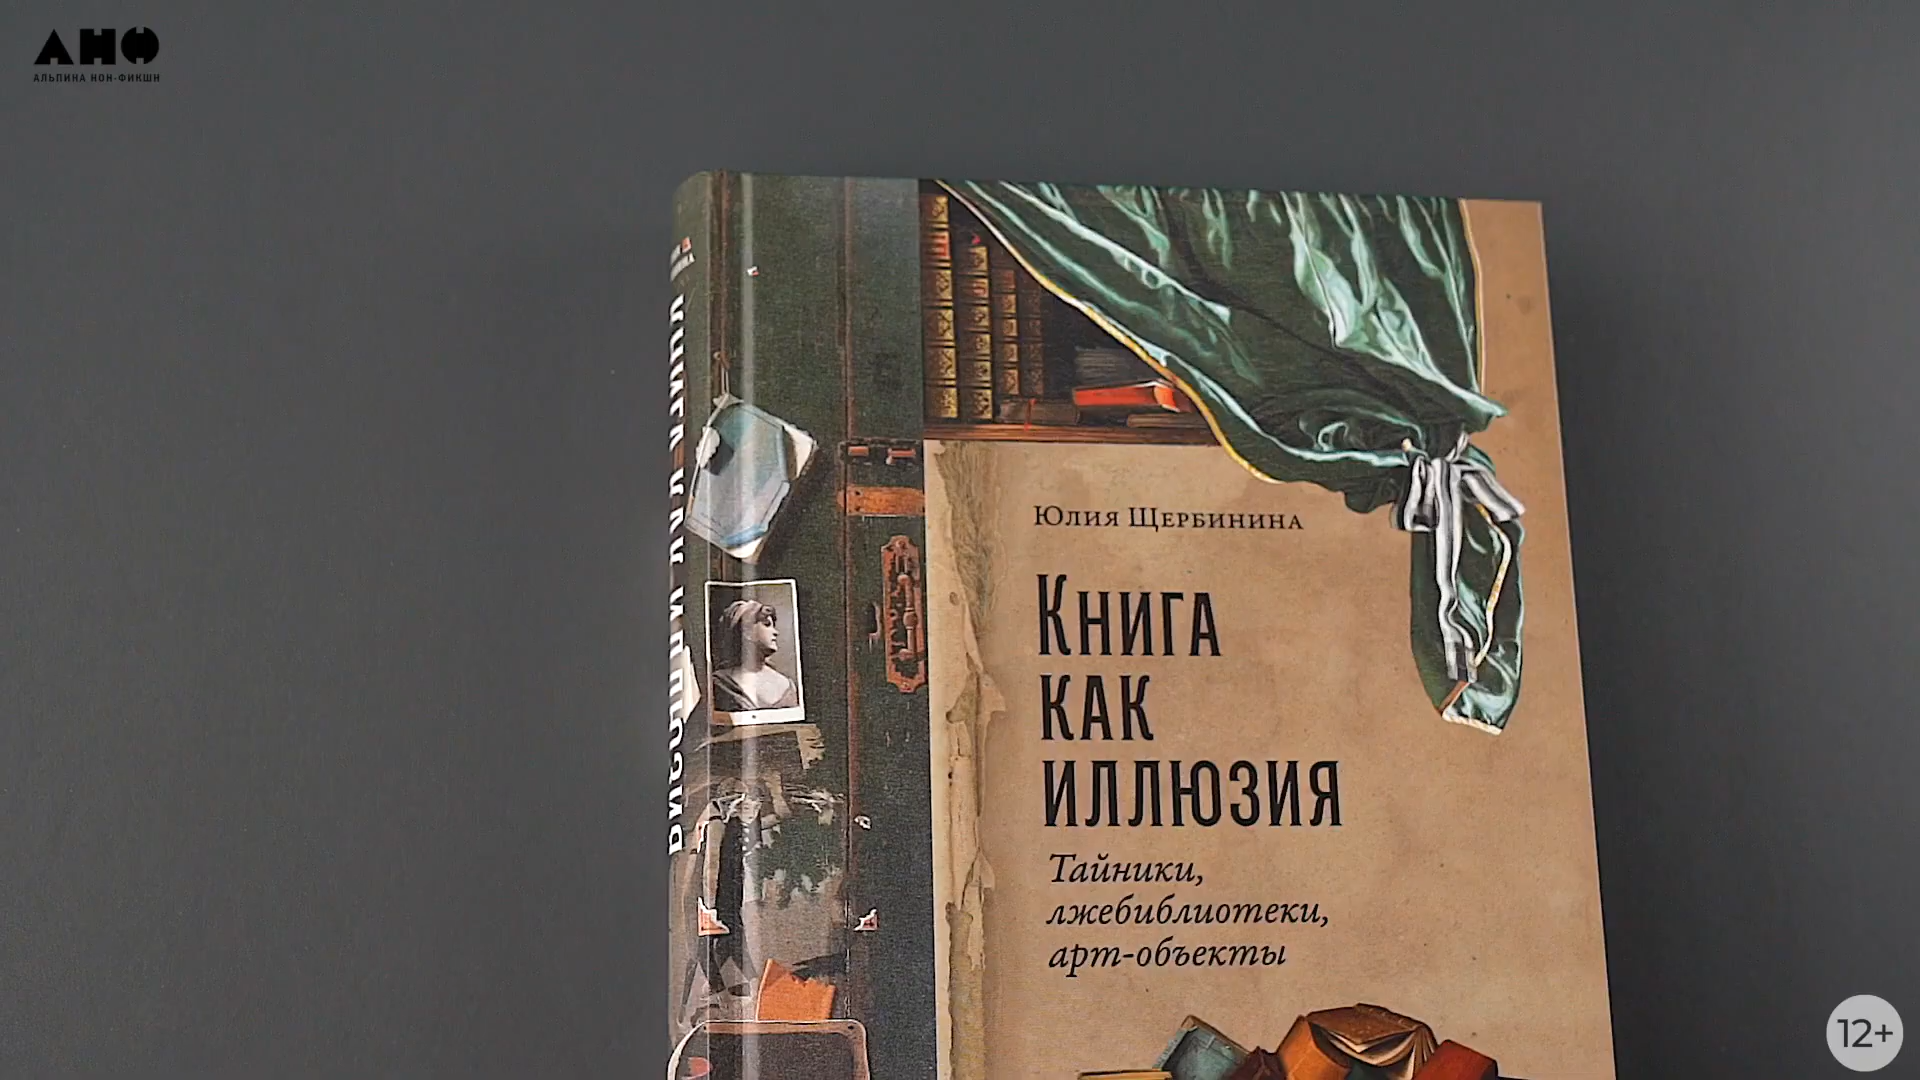 АНФ
АЛЬПИНА НОН-ФИКШН
Юлия Щербинина
Книга
как
иллюзия
Тайники,
лжебиблиотеки,
арт-объекты
12+